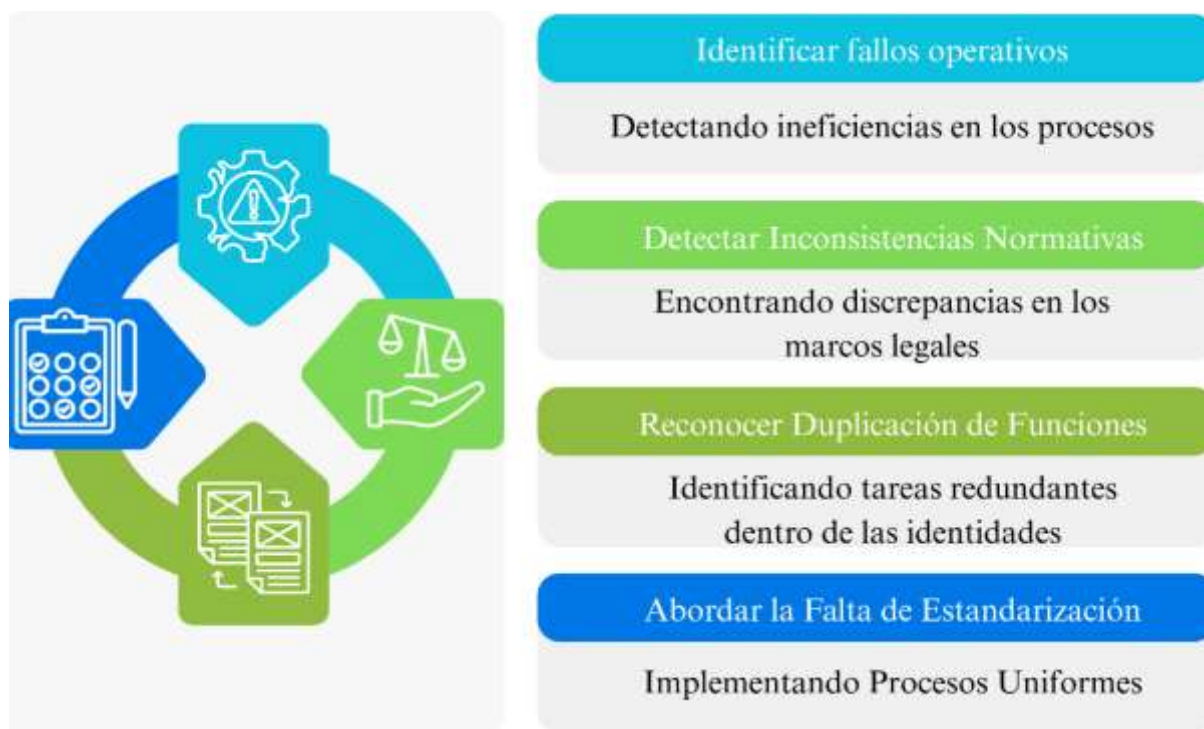 Identificar fallos operativos
Detectando ineficiencias en los procesos
Detectar Inconsistencias Normativas
Encontrando discrepancias en los
marcos legales
Reconocer Duplicación de Funciones
Identificando tareas redundantes
dentro de las identidades
Abordar la Falta de Estandarización
Implementando Procesos Uniformes